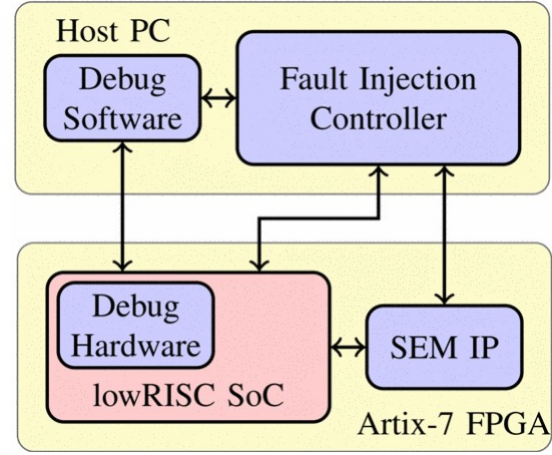 Host PC
Debug
Software
Fault Injection
Controller
Debug
Hardware
lowRISC SoC
SEM IP
Artix-7 FPGA